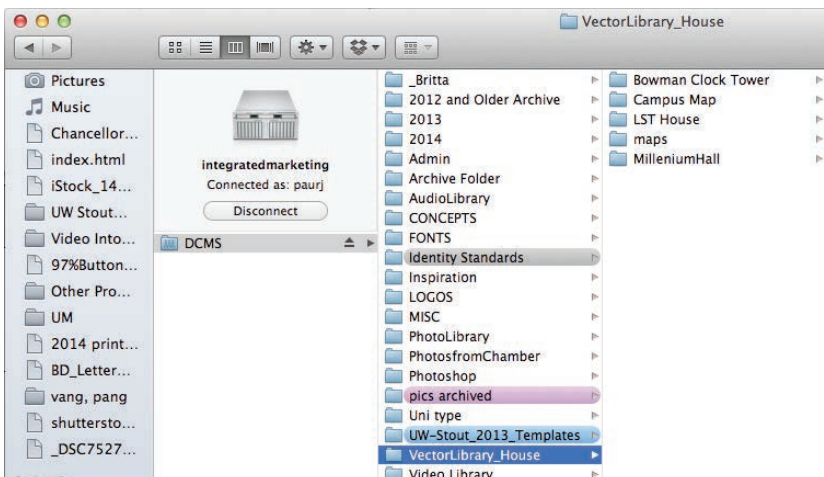 VectorLibrary_House
Pictures
Music
Chancellor...
index.html
iStock_14...
UW Stout...
Video Into...
97%Button...
Other Pro...
UM
2014 print...
BD_Letter...
vang, pang
shuttersto...
_DSC7527...
integratedmarketing
Connected as: paurj
Disconnect
DCMS
_Britta
2012 and Older Archive
2013
2014
Admin
Archive Folder
AudioLibrary
CONCEPTS
FONTS
Identity Standards
Inspiration
LOGOS
MISC
PhotoLibrary
PhotosfromChamber
Photoshop
pics archived
Uni type
UW-Stout_2013_Templates
VectorLibrary_House
Video Library
Bowman Clock Tower
Campus Map
LST House
maps
MilleniumHall